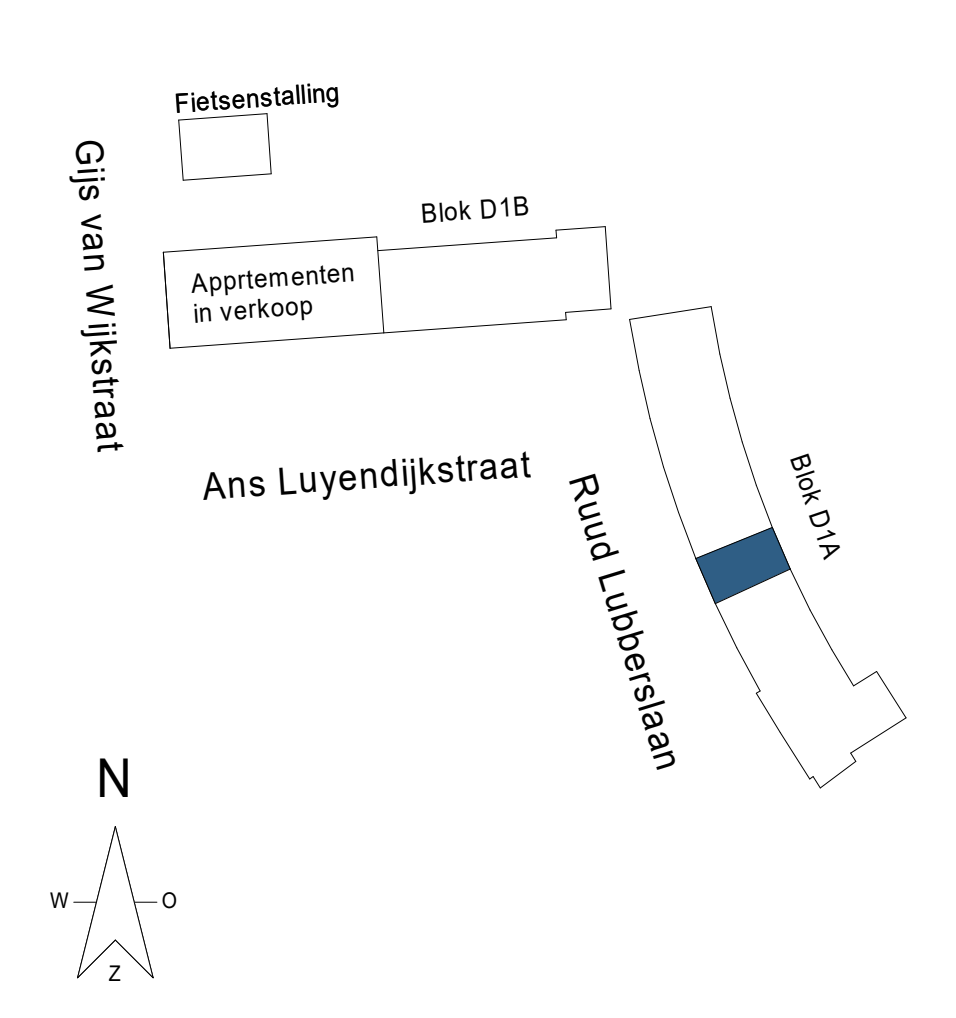 Fietsenstalling
Gijs van Wijkstraat
Blok D1B
Apprtementen
in verkoop
Ans Luyendijkstraat
Ruud Lubberslaan
Blok D1A
N
W
O
Z